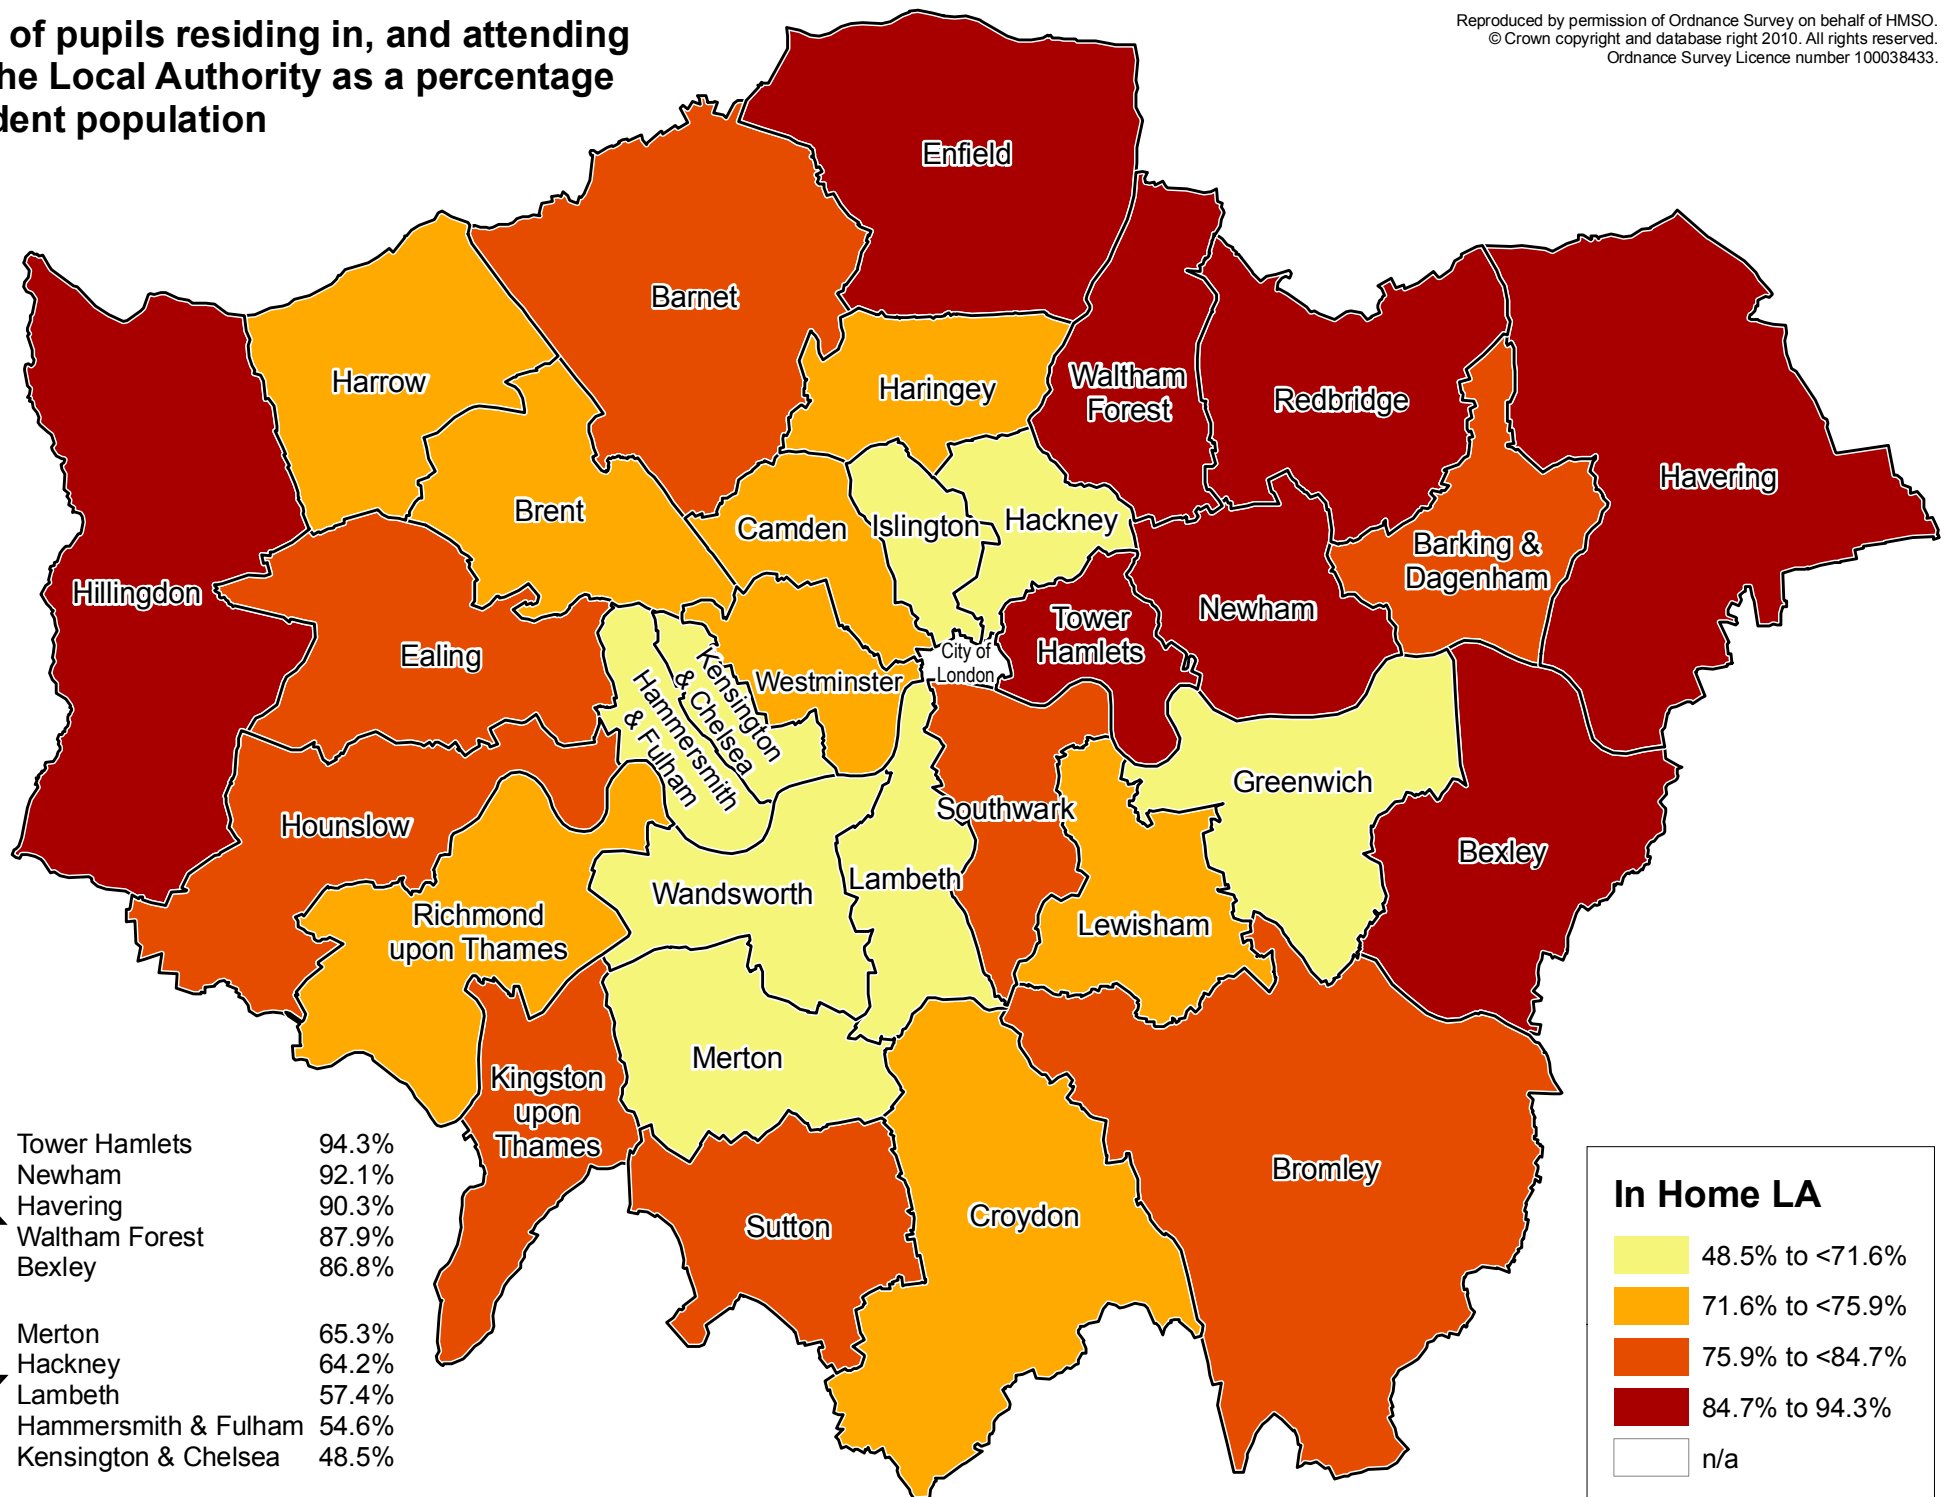 of pupils residing in, and attending
he Local Authority as a percentage
dent population
Reproduced by permission of Ordnance Survey on behalf of HMSO.
© Crown copyright and database right 2010. All rights reserved.
Ordnance Survey Licence number 100038433.
Enfield
Barnet
Harrow
Haringey
Waltham
Forest
Redbridge
Havering
Brent
Camden
Islington
Hackney
Barking &
Dagenham
Hillingdon
Ealing
Tower
Hamlets
Newham
City of
London
Westminster
Kensington
& Chelsea
Hammersmith
& Fulham
Hounslow
Southwark
Greenwich
Bexley
Richmond
upon Thames
Wandsworth
Lambeth
Lewisham
Merton
Kingston
upon
Thames
Sutton
Croydon
Bromley
Tower Hamlets 94.3%
Newham 92.1%
Havering 90.3%
Waltham Forest 87.9%
Bexley 86.8%
Merton 65.3%
Hackney 64.2%
Lambeth 57.4%
Hammersmith & Fulham 54.6%
Kensington & Chelsea 48.5%
In Home LA
48.5% to <71.6%
71.6% to <75.9%
75.9% to <84.7%
84.7% to 94.3%
n/a